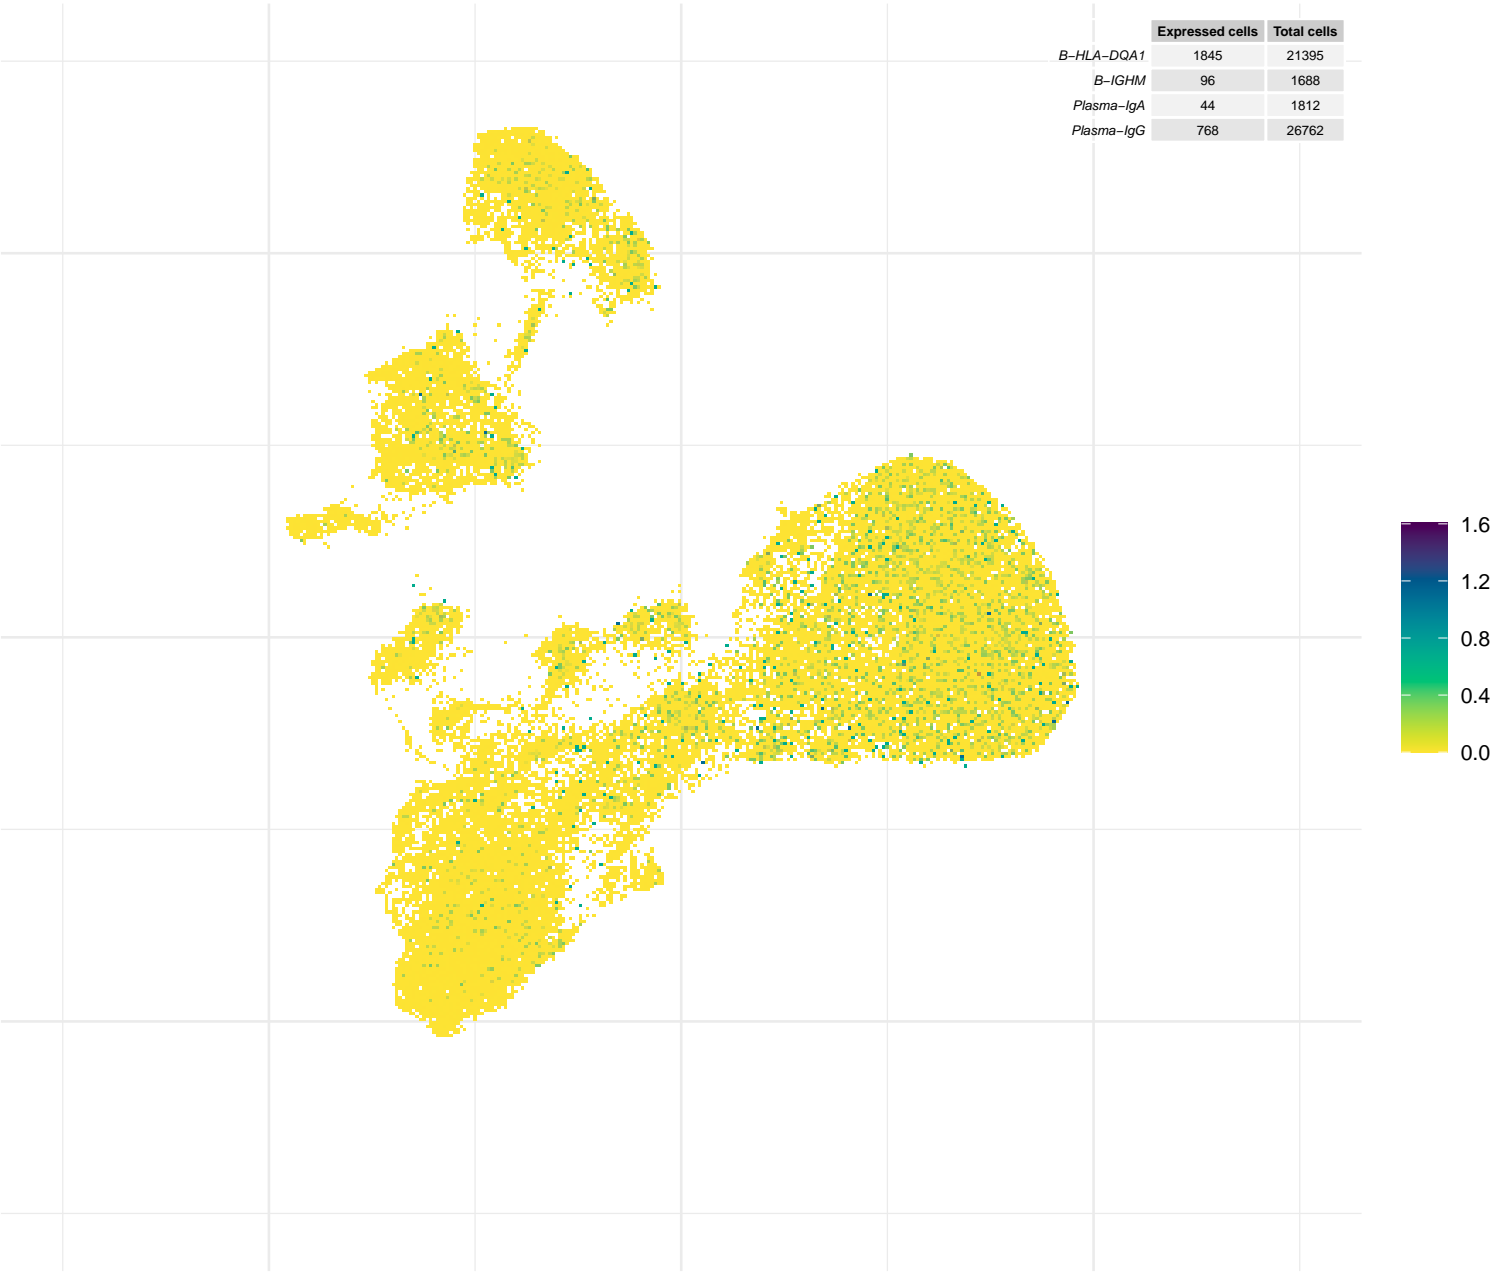 Expressed cells Total cells
B−HLA−DQA1 1845 21395
B−IGHM 96 1688
Plasma−IgA 44 1812
Plasma−IgG 768 26762
1.6
1.2
0.8
0.4
0.0